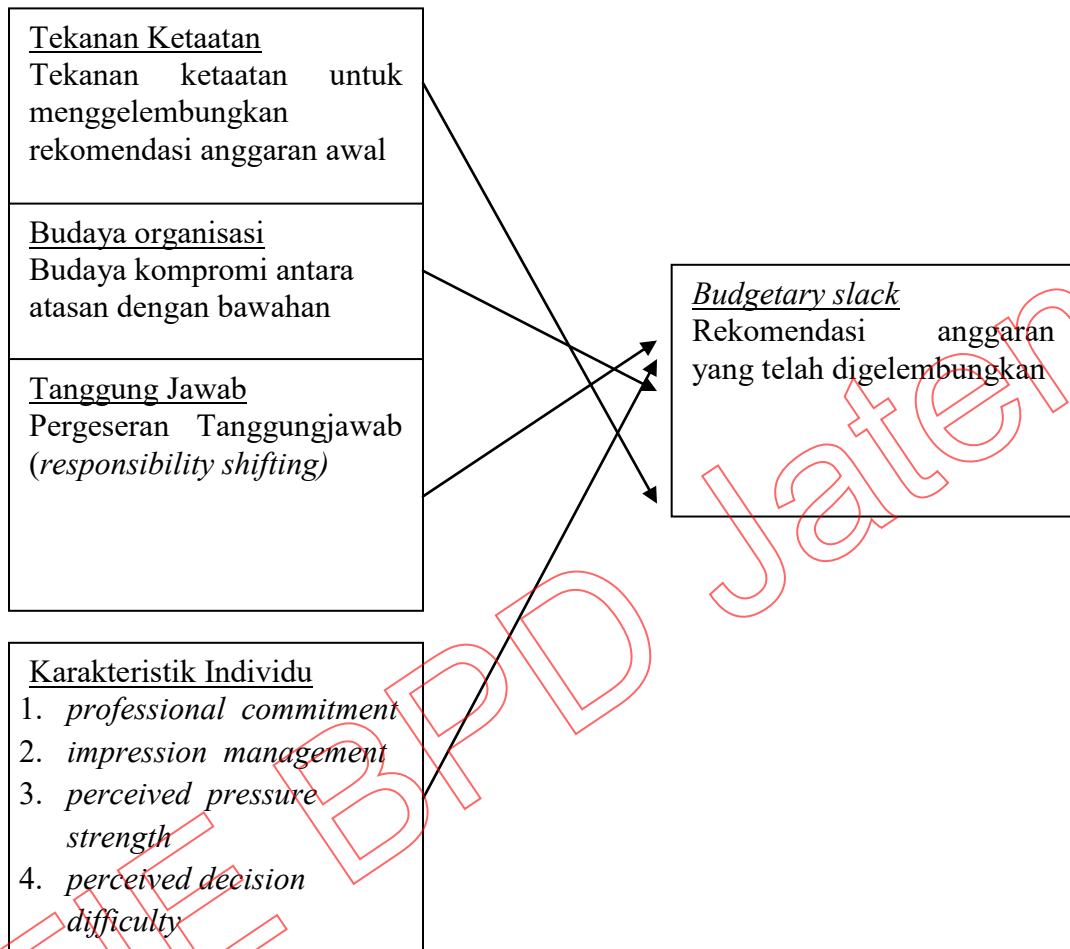 Tekanan Ketaatan
Tekanan ketaatan untuk
menggelembungkan
rekomendasi anggaran awal
Budaya organisasi
Budaya kompromi antara
atasan dengan bawahan
Tanggung Jawab
Pergeseran Tanggungjawab
(responsibility shifting)
Budgetary slack
Rekomendasi anggaran
yang telah digelembungkan
Karakteristik Individu
1. professional commitment
2. impression management
3. perceived pressure
strength
4. perceived decision
difficulty
BPD Jaten